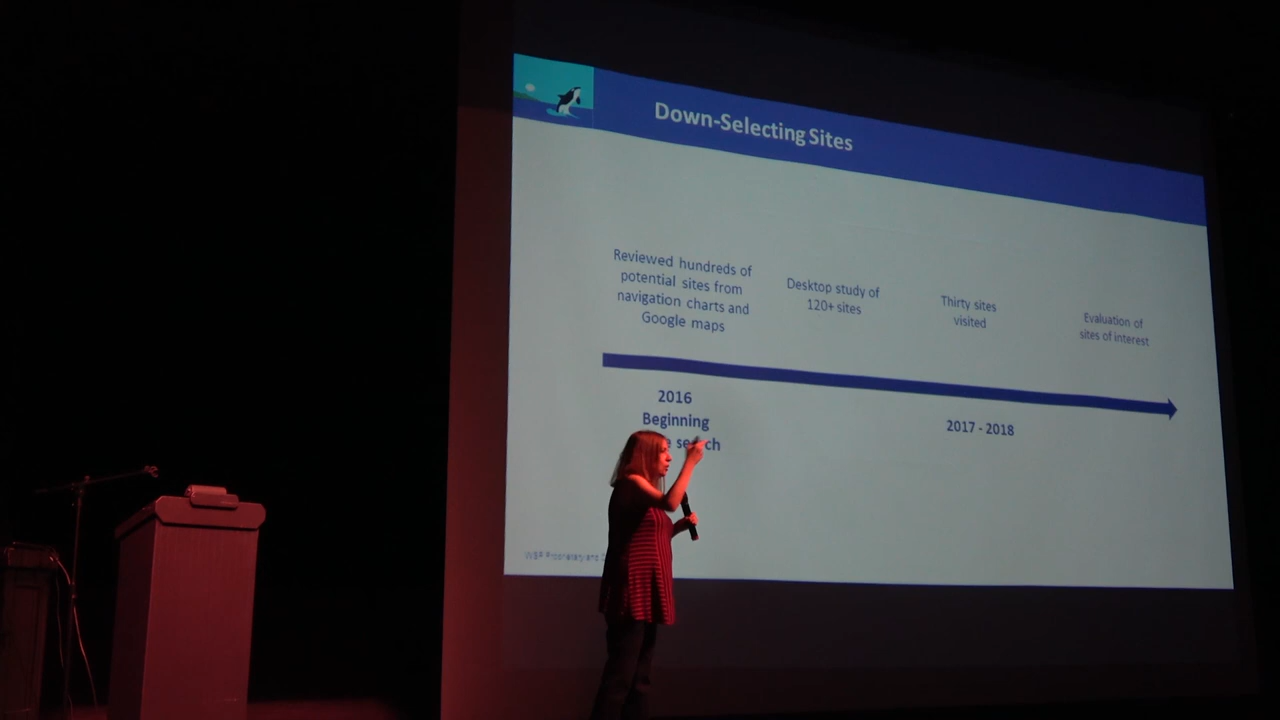 Down-Selecting Sites
Reviewed hundreds of
potential sites from
navigation charts and
Google maps
Desktop study of
120+ sites
Thirty sites
visited
Evaluation of
sites of interest
2016
Beginning
2017 - 2018